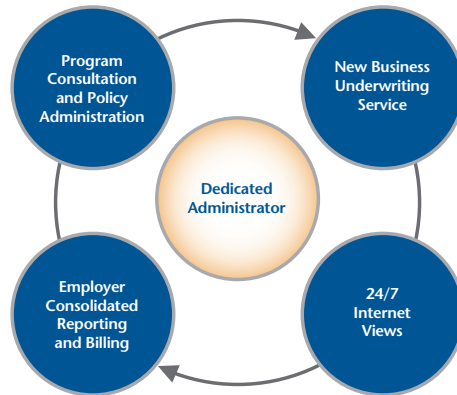 Program
Consultation
and Policy
Administration
New Business
Underwriting
Service
Dedicated
Administrator
Employer
Consolidated
Reporting
and Billing
24/7
Internet
Views